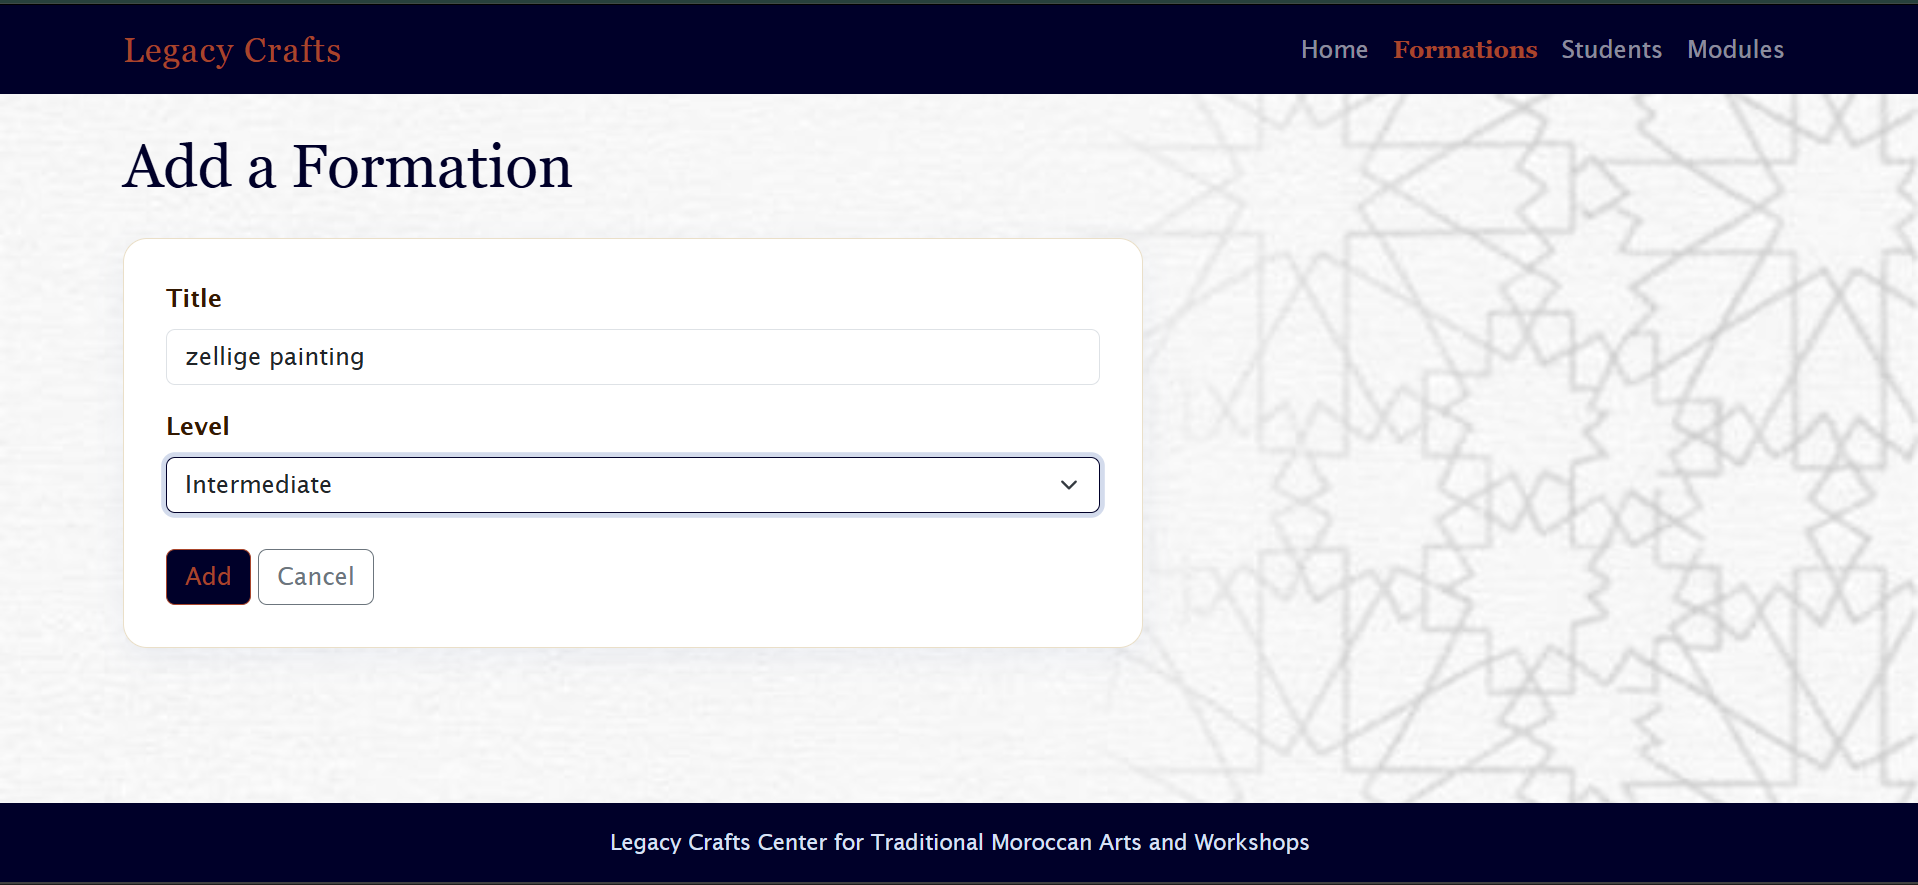 Legacy Crafts
Home Formations Students Modules
Add a Formation
Title
zellige painting
Level
Intermediate
Add Cancel
Legacy Crafts Center for Traditional Moroccan Arts and Workshops